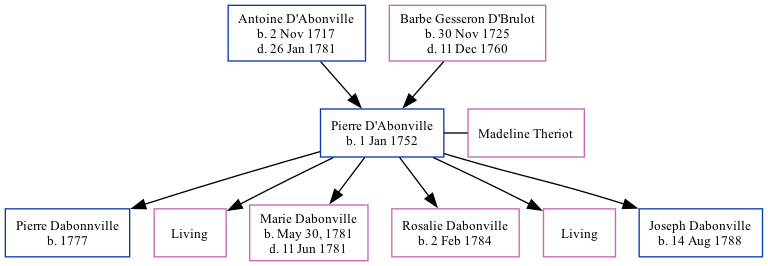 Antoine D'Abonville
b. 2 Nov 1717
d. 26 Jan 1781
Barbe Gesseron D'Brulot
b. 30 Nov 1725
d. 11 Dec 1760
Pierre D'Abonville
b. 1 Jan 1752
Madeline Theriot
Pierre Dabonnville
b. 1777
Living
Marie Dabonville
b. May 30, 1781
d. 11 Jun 1781
Rosalie Dabonville
b. 2 Feb 1784
Living
Joseph Dabonville
b. 14 Aug 1788